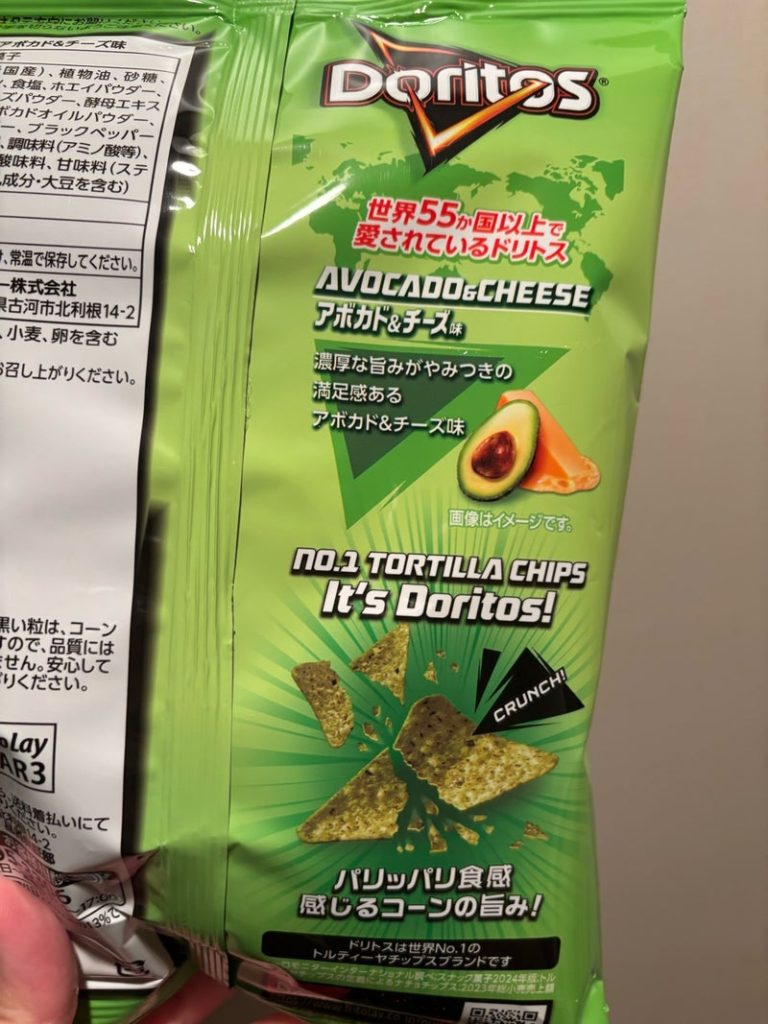 アボカド&チーズ味
国産)、植物油、砂糖、
食塩、ホエイパウダー、
ズパウダー、酵母エキス
ボカドオイルパウダー、
ー、ブラックペッパー
、調味料(アミノ酸等)、
酸味料、甘味料(ステ
成分・大豆を含む)
、常温で保存してください。
ー株式会社
県古河市北利根14-2
、小麦、卵を含む
お召し上がりください。
黒い粒は、コーン
すので、品質には
ません。安心して
りください。
oLay
AR3
料着払いにて
14-2
Doritos®
世界55か国以上で
愛されているドリトス
AVOCADO&CHEESE
アボカド&チーズ味
濃厚な旨みがやみつきの
満足感ある
アボカド&チーズ味
画像はイメージです。
NO.1 TORTILLA CHIPS
It's Doritos!
CRUNCH!
パリッパリ食感
感じるコーンの旨み!
ドリトスは世界No.1の
トルティーヤチップスブランドです